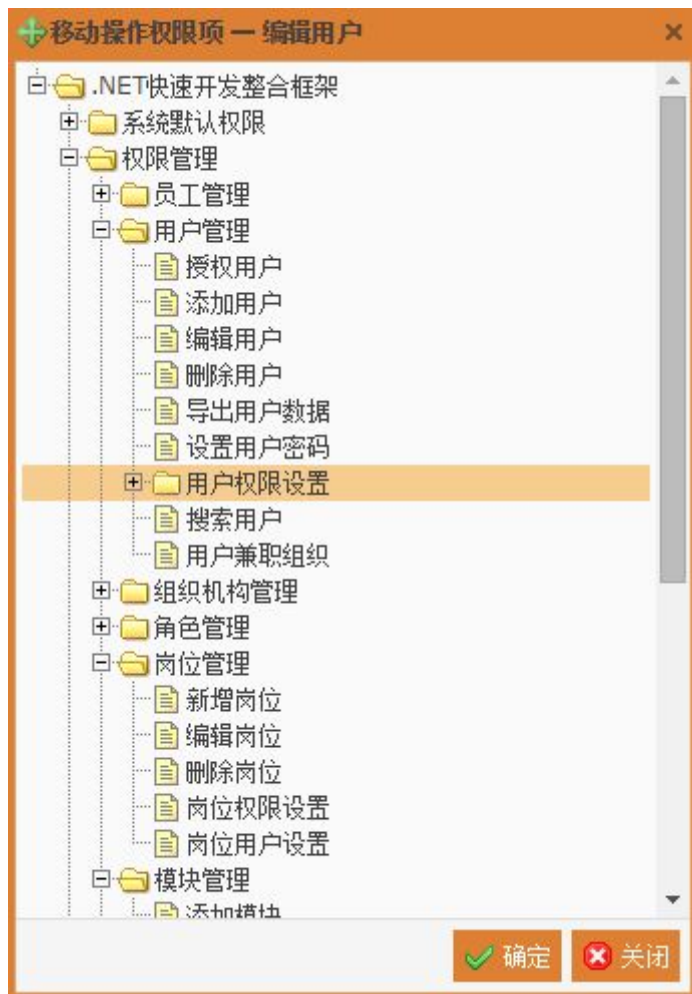 移动操作权限项 — 编辑用户
.NET快速开发整合框架
系统默认权限
权限管理
员工管理
用户管理
授权用户
添加用户
编辑用户
删除用户
导出用户数据
设置用户密码
用户权限设置
搜索用户
用户兼职组织
组织机构管理
角色管理
岗位管理
新增岗位
编辑岗位
删除岗位
岗位权限设置
岗位用户设置
模块管理
添加模块
确定 关闭